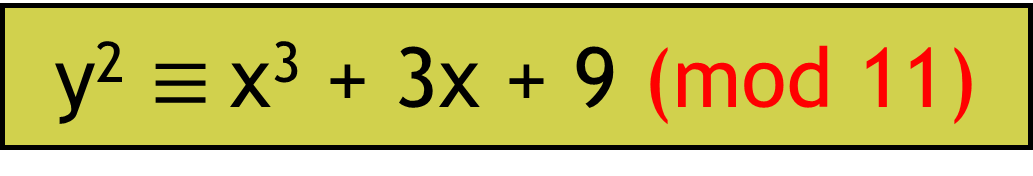 y² ≡ x³ + 3x + 9 (mod 11)